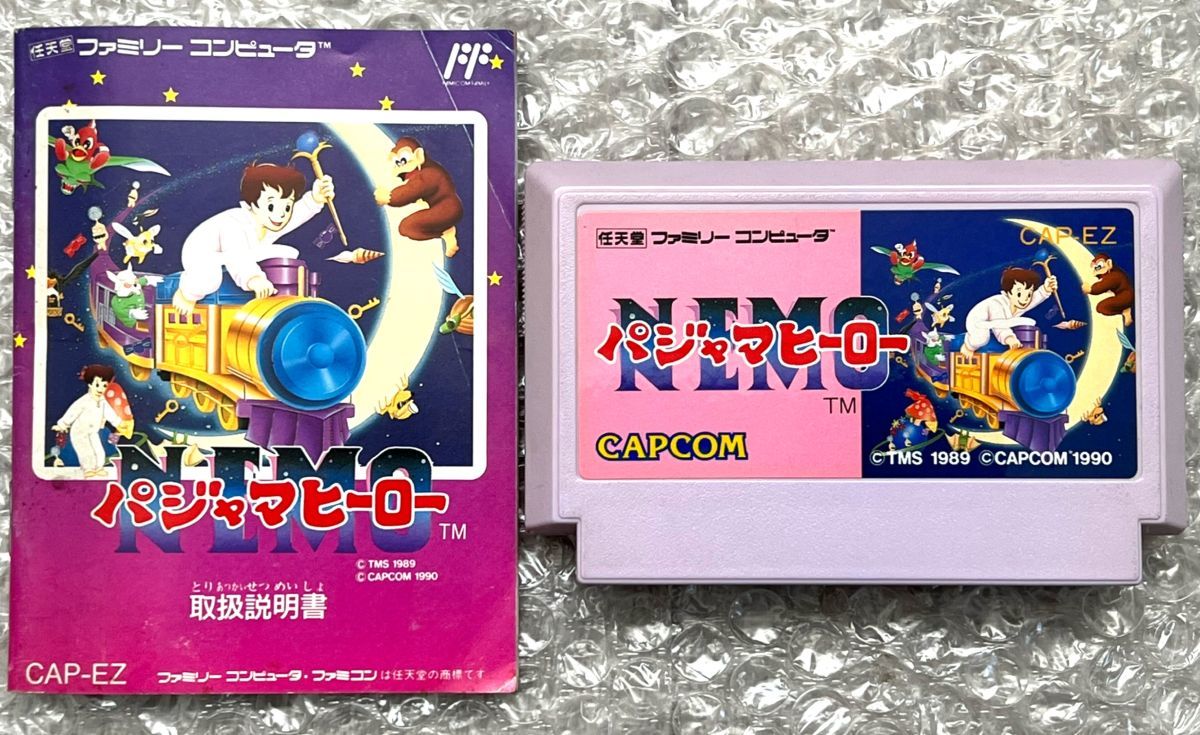 任天堂 ファミリー コンピュータ™
FAMICOM FAMILY
NEMO
パジャマヒーロー
TM
© TMS 1989
© CAPCOM 1990
とりあつかいせつめいしょ
取扱説明書
CAP-EZ
ファミリー コンピュータ・ファミコンは任天堂の商標です
任天堂 ファミリー コンピュータ™
CAP-EZ
NEMO
パジャマヒーロー
TM
CAPCOM
©TMS 1989 ©CAPCOM 1990